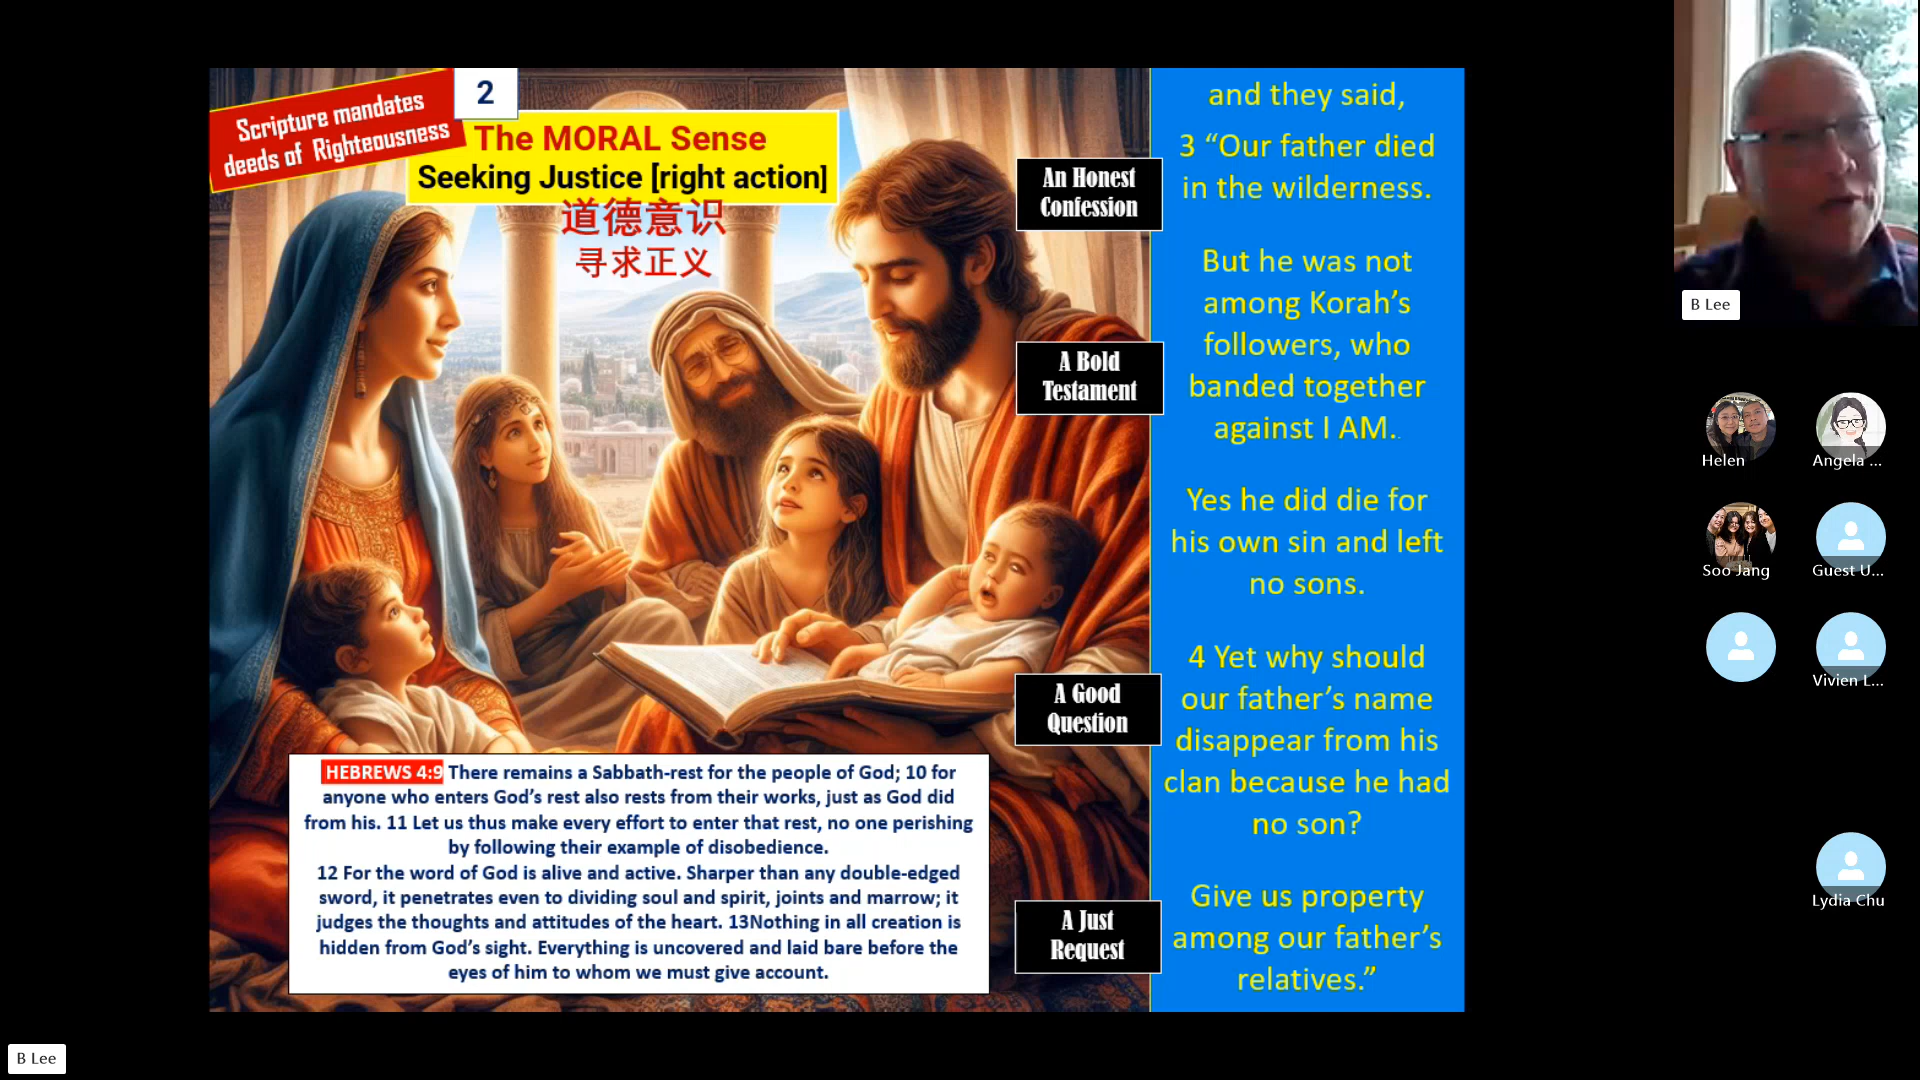 Scripture mandates
deeds of Righteousness
2
The MORAL Sense
Seeking Justice [right action]
道德意识
寻求正义
HEBREWS 4:9 There remains a Sabbath-rest for the people of God; 10 for
anyone who enters God's rest also rests from their works, just as God did
from his. 11 Let us thus make every effort to enter that rest, no one perishing
by following their example of disobedience.
12 For the word of God is alive and active. Sharper than any double-edged
sword, it penetrates even to dividing soul and spirit, joints and marrow; it
judges the thoughts and attitudes of the heart. 13Nothing in all creation is
hidden from God's sight. Everything is uncovered and laid bare before the
eyes of him to whom we must give account.
An Honest
Confession
A Bold
Testament
A Good
Question
A Just
Request
and they said,
3 “Our father died
in the wilderness.
But he was not
among Korah’s
followers, who
banded together
against I AM.
Yes he did die for
his own sin and left
no sons.
4 Yet why should
our father’s name
disappear from his
clan because he had
no son?
Give us property
among our father’s
relatives.”
B Lee
Helen
Angela ...
Soo Jang
Guest U...
Vivien L...
Lydia Chu
B Lee